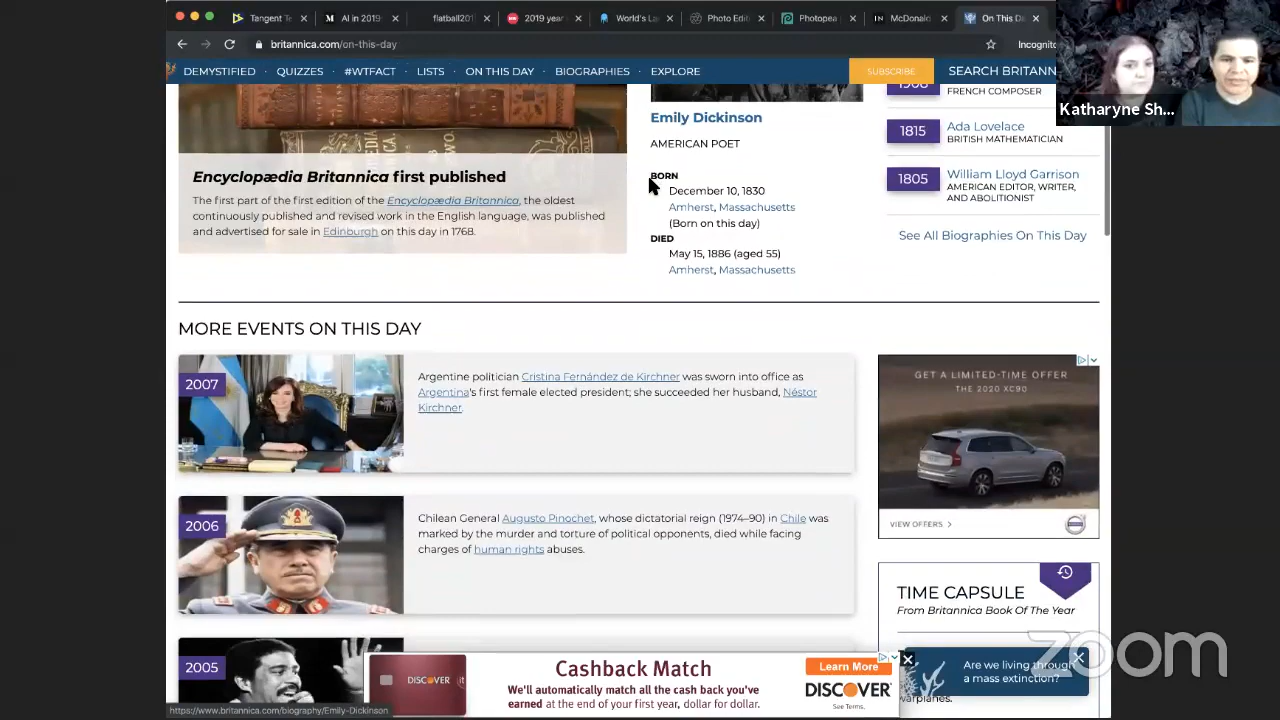 Tangent Te
AI in 2019
flatball201
2019 year
World's La
Photo Edit
Photopea
McDonald
On This Da
britannica.com/on-this-day
Incognito
DEMYSTIFIED · QUIZZES · #WTFACT · LISTS · ON THIS DAY · BIOGRAPHIES · EXPLORE
SUBSCRIBE
SEARCH BRITANN
Katharyne Sh...
Encyclopædia Britannica first published
The first part of the first edition of the Encyclopædia Britannica, the oldest
continuously published and revised work in the English language, was published
and advertised for sale in Edinburgh on this day in 1768.
Emily Dickinson
AMERICAN POET
BORN
December 10, 1830
Amherst, Massachusetts
(Born on this day)
DIED
May 15, 1886 (aged 55)
Amherst, Massachusetts
1908
FRENCH COMPOSER
1815
Ada Lovelace
BRITISH MATHEMATICIAN
1805
William Lloyd Garrison
AMERICAN EDITOR, WRITER,
AND ABOLITIONIST
See All Biographies On This Day
MORE EVENTS ON THIS DAY
2007
Argentine politician Cristina Fernández de Kirchner was sworn into office as
Argentina's first female elected president; she succeeded her husband, Néstor
Kirchner.
2006
Chilean General Augusto Pinochet, whose dictatorial reign (1974–90) in Chile was
marked by the murder and torture of political opponents, died while facing
charges of human rights abuses.
2005
GET A LIMITED-TIME OFFER
THE 2020 XC90
VIEW OFFERS >
TIME CAPSULE
From Britannica Book Of The Year
Are we living through
a mass extinction?
warplanes.
DISCOVER it
Cashback Match
We'll automatically match all the cash back you've
earned at the end of your first year, dollar for dollar.
Learn More
DISCOVER
See Terms.
https://www.britannica.com/biography/Emily-Dickinson
zoom